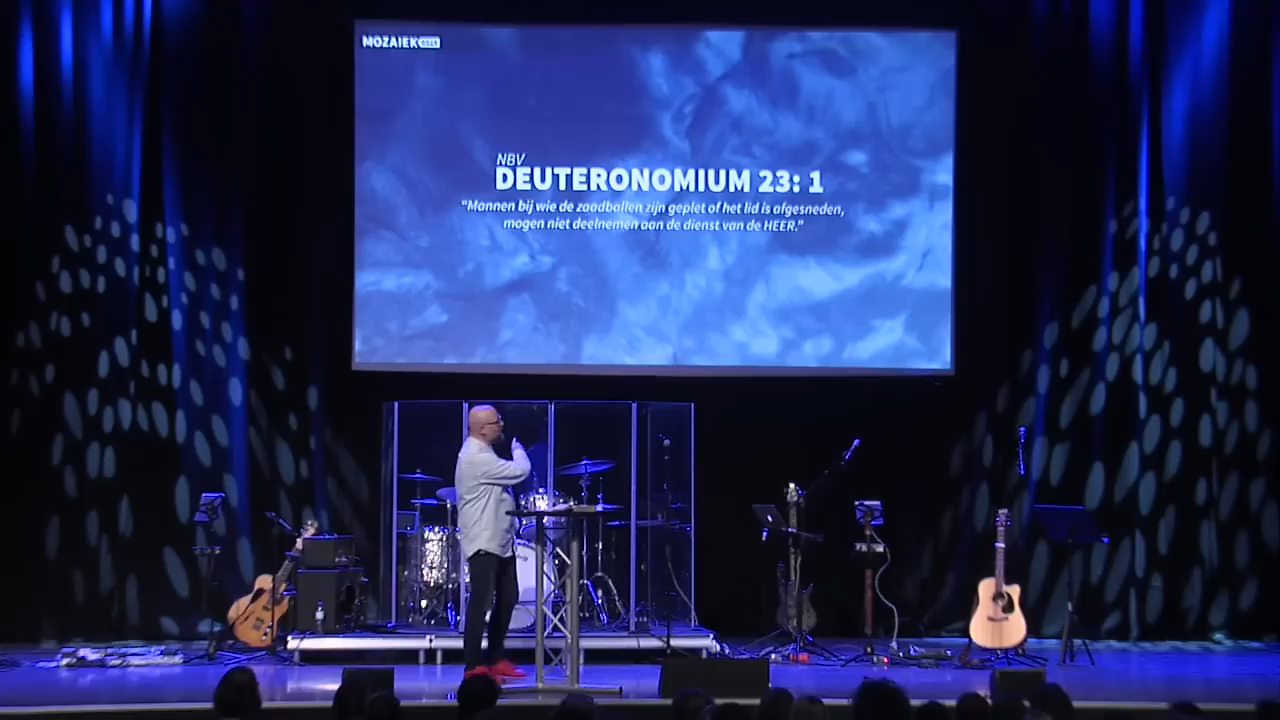 MOZAIEK 0318
NBV
DEUTERONOMIUM 23: 1
"Mannen bij wie de zaadballen zijn geplet of het lid is afgesneden,
mogen niet deelnemen aan de dienst van de HEER."